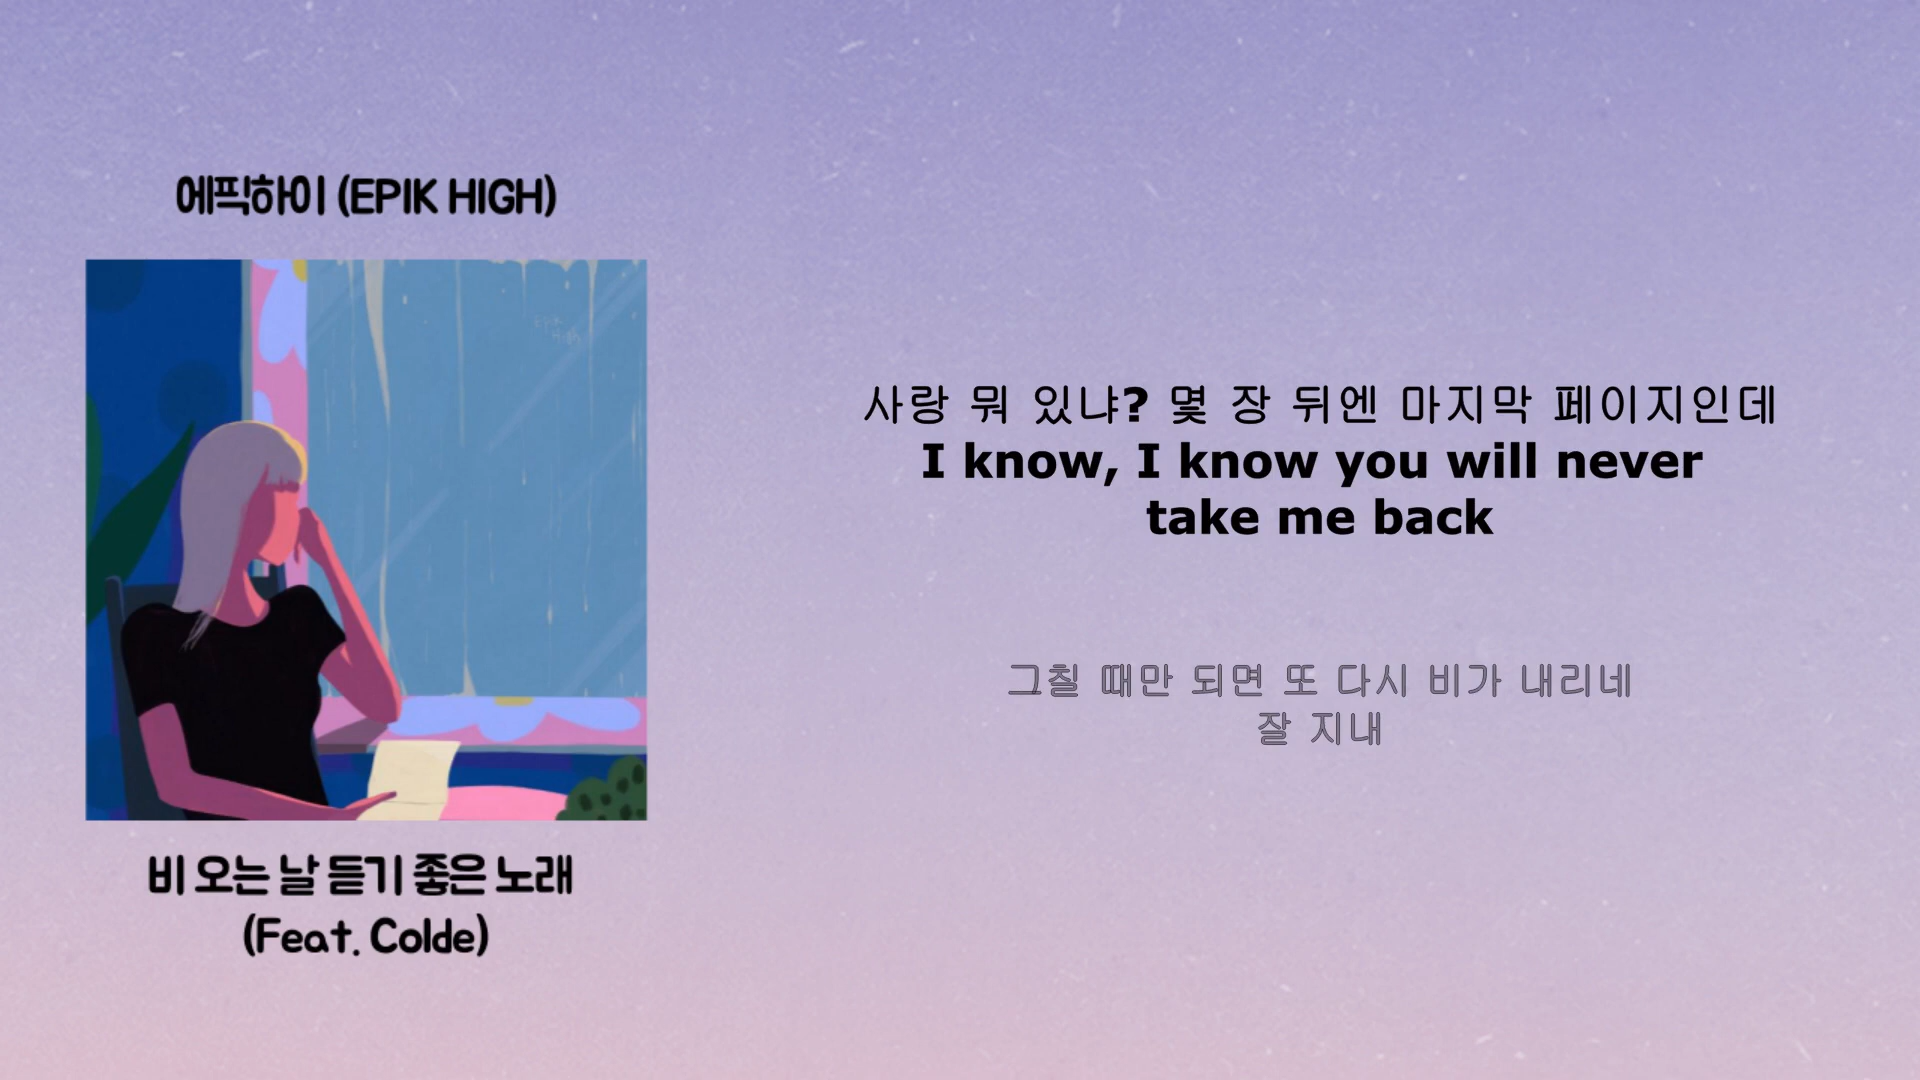 에픽하이 (EPIK HIGH)
EPIK
HIGH
비 오는 날 듣기 좋은 노래
(Feat. Colde)
사랑 뭐 있냐? 몇 장 뒤엔 마지막 페이지인데
I know, I know you will never
take me back
그칠 때만 되면 또 다시 비가 내리네
잘 지내